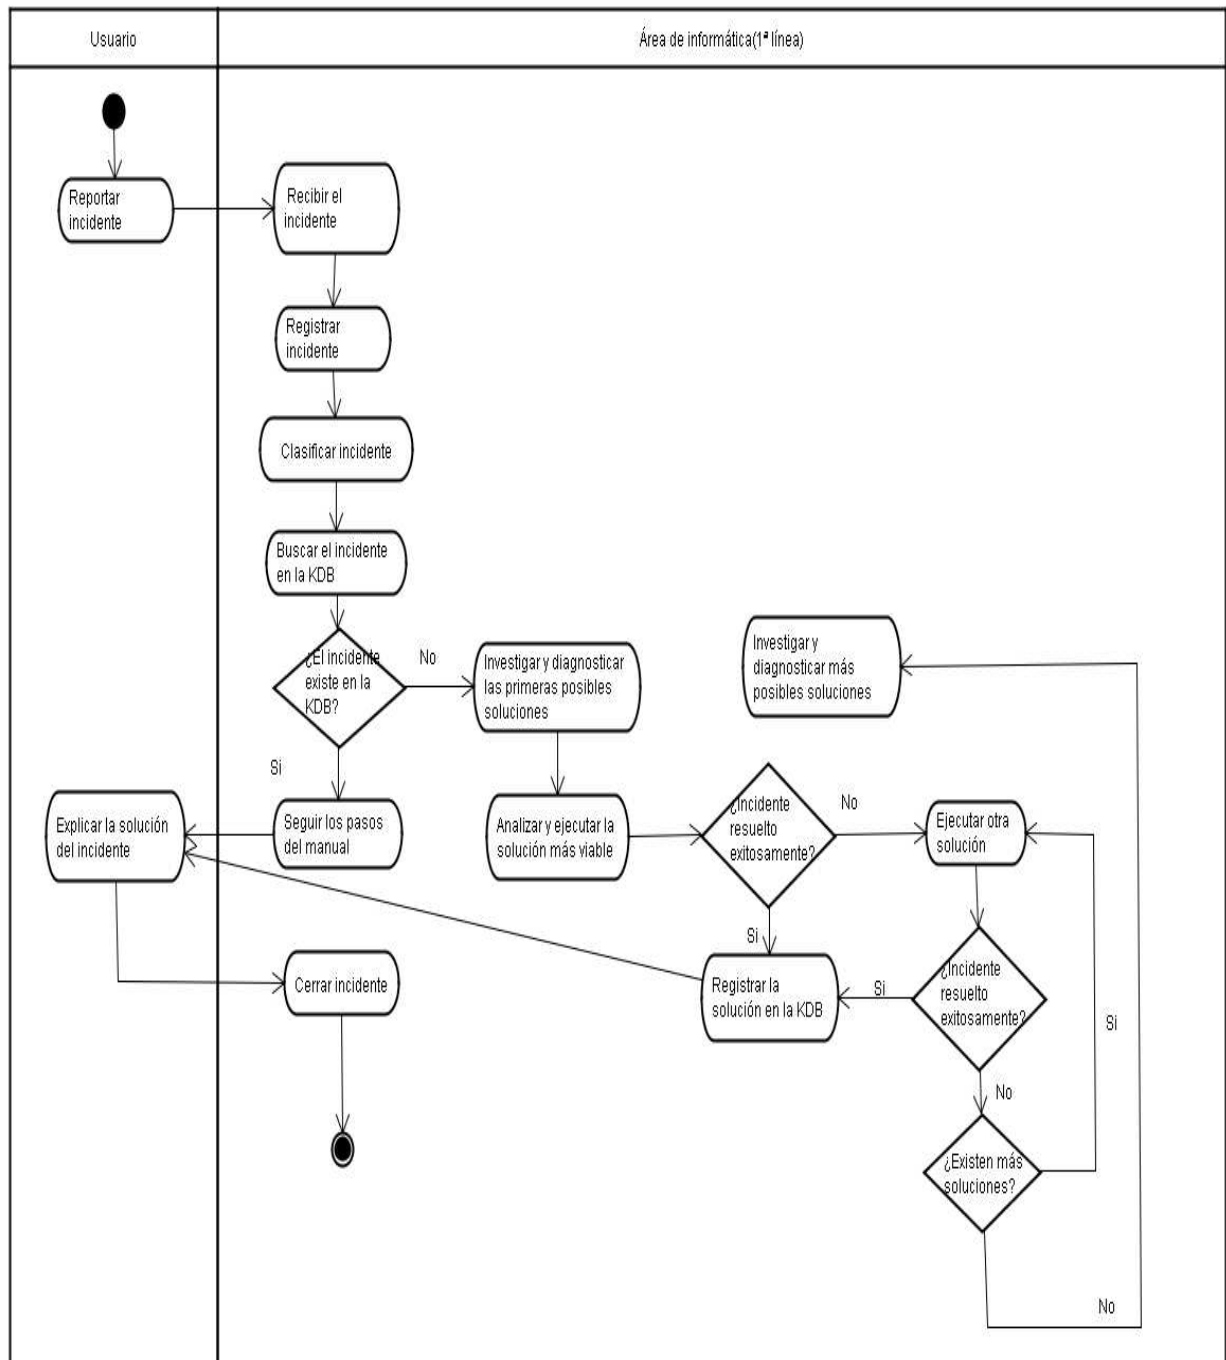 Usuario
Área de informática(1ª línea)
Reportar
incidente
Recibir el
incidente
Registrar
incidente
Clasificar incidente
Buscar el incidente
en la KDB
¿El incidente
existe en la
KDB?
No
Investigar y diagnosticar
las primeras posibles
soluciones
Investigar y
diagnosticar más
posibles soluciones
Si
Explicar la solución
del incidente
Seguir los pasos
del manual
Analizar y ejecutar la
solución más viable
¿Incidente
resuelto
exitosamente?
No
Ejecutar otra
solución
Si
Cerrar incidente
Registrar la
solución en la KDB
Si
¿Incidente
resuelto
exitosamente?
Si
No
¿Existen más
soluciones?
No